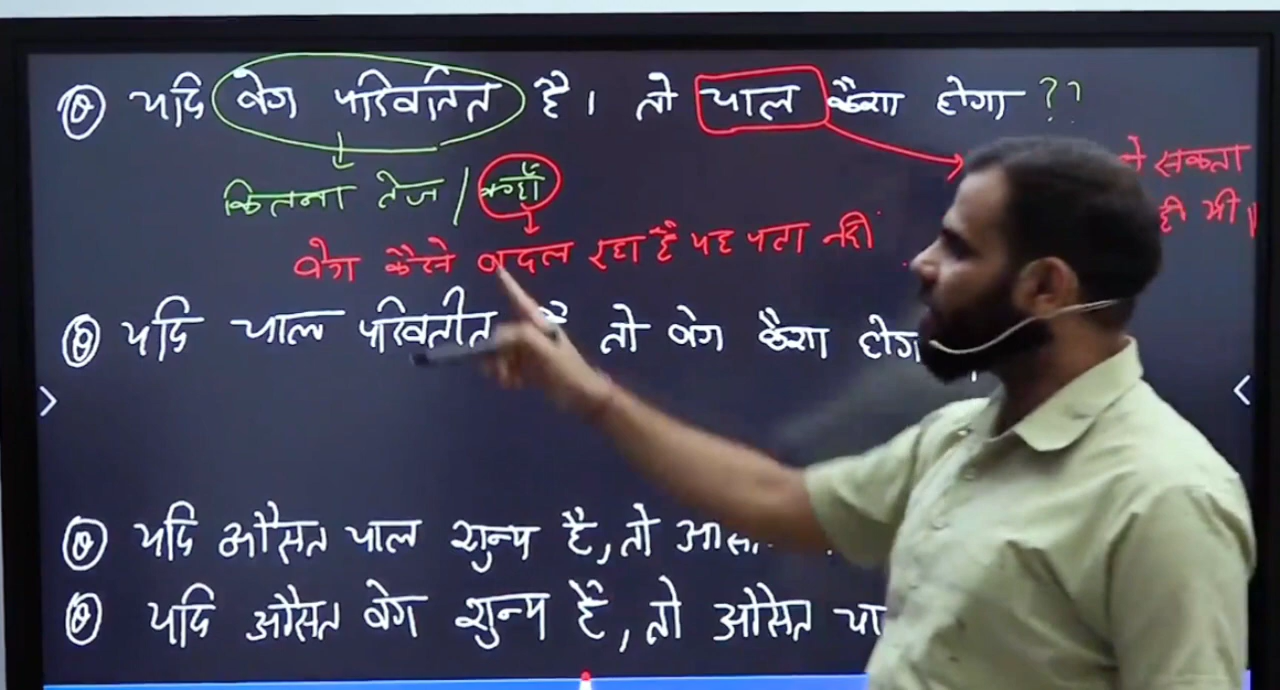 Ⓠ यदि वेग परिवर्तित है। तो चाल कैसा होगा ??
कितना तेज / कहाँ
सकता
ही भी।
वेग कैसे बदल रहा है यह पता नहीं
Ⓠ यदि चाल परिवर्तीत है तो वेग कैसा
Ⓠ यदि औसत चाल शुन्य है, तो
Ⓠ यदि औसत वेग शुन्य है, तो औसत